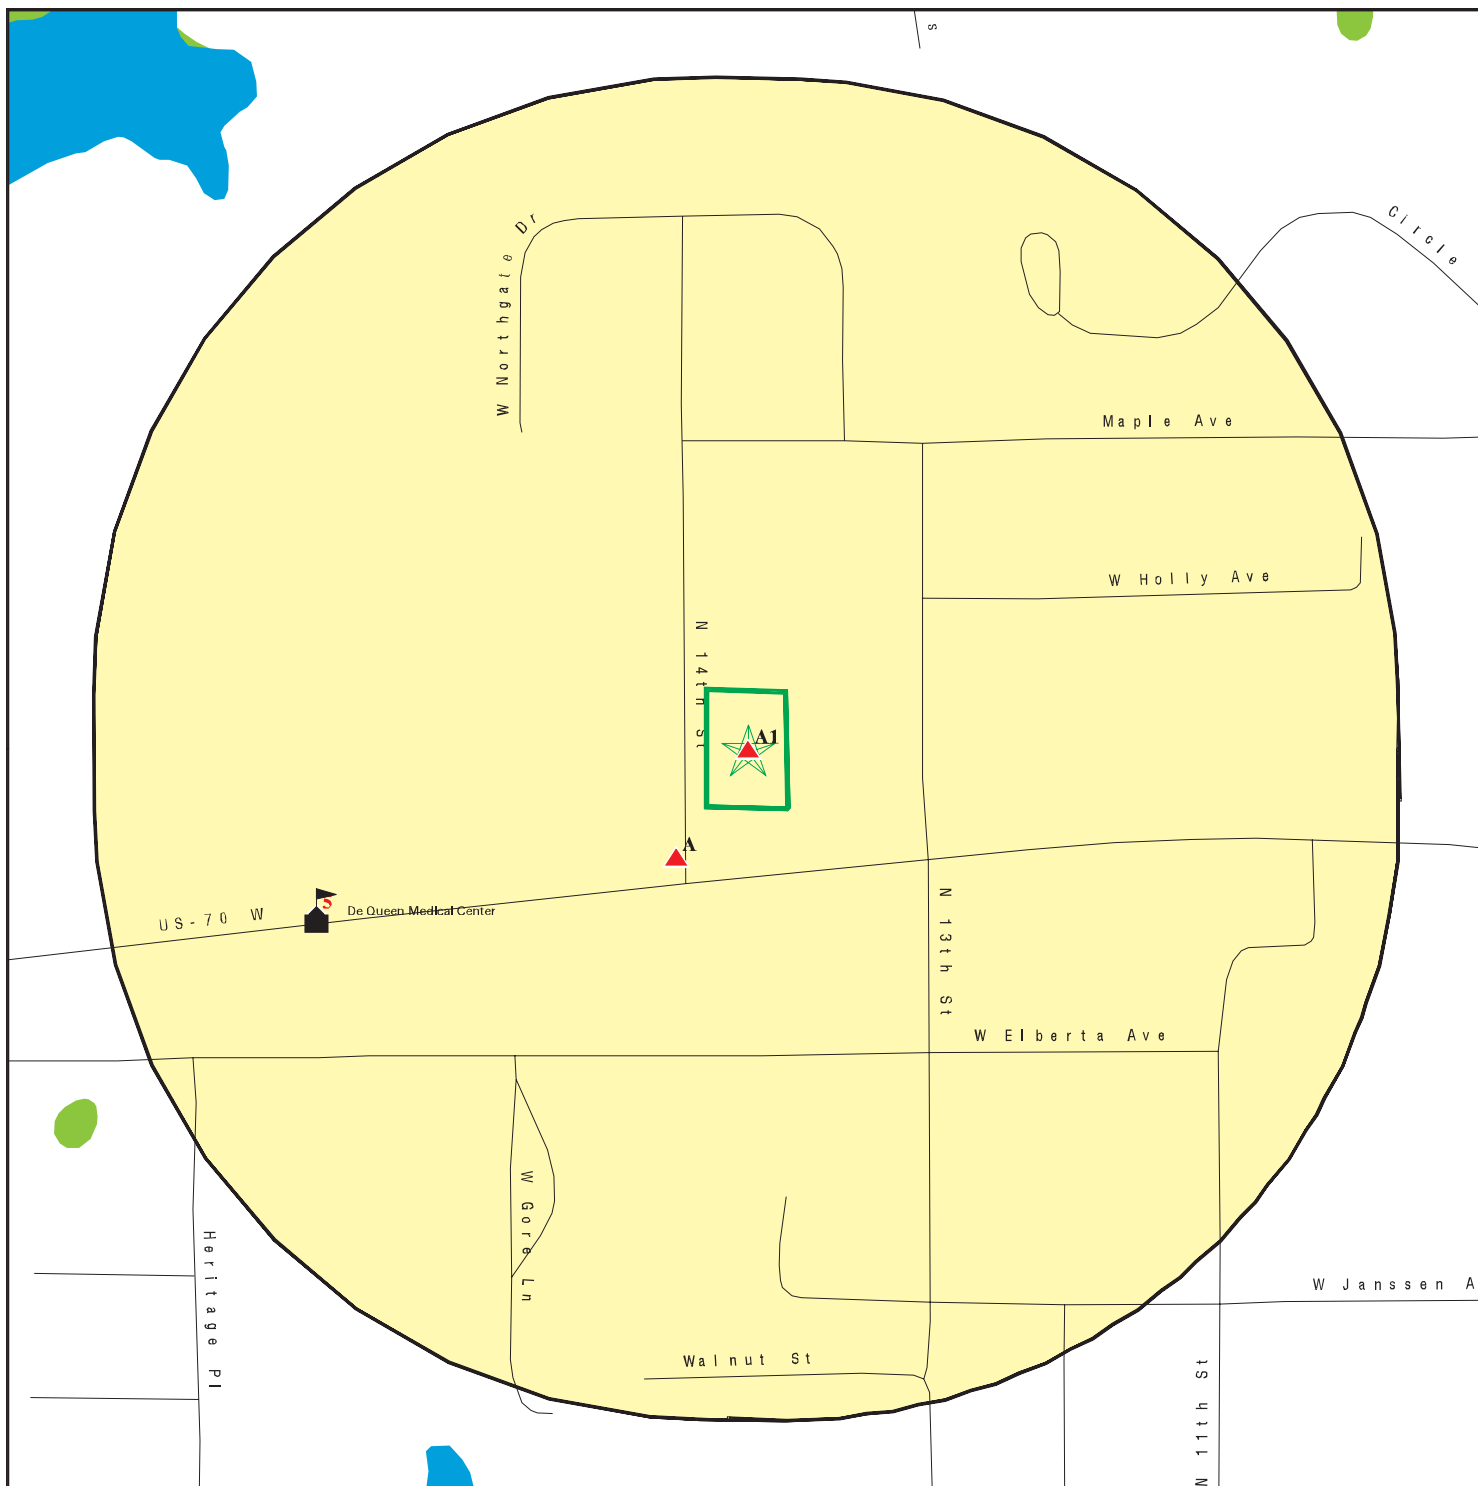 s
Circle
W Northgate Dr
Maple Ave
W Holly Ave
N 14th St
A1
A
US-70 W
5
De Queen Medical Center
N 13th St
W Elberta Ave
W Gore Ln
Heritage Pl
W Janssen A
Walnut St
N 11th St